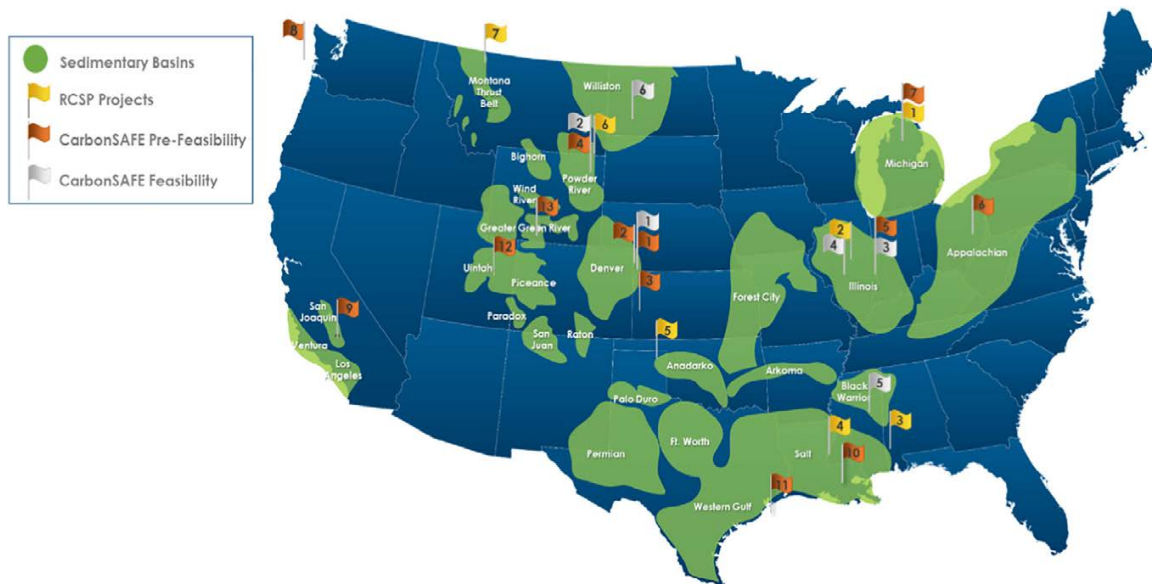 Sedimentary Basins
RCSP Projects
CarbonSAFE Pre-Feasibility
CarbonSAFE Feasibility
8
7
Montana
Thrust
Belt
Williston
6
2
6
4
Bighorn
Powder
River
Wind
River
13
Greater Green River
12
Uintah
Piceance
Paradox
San
Juan
Raton
1
2
1
Denver
3
7
1
Michigan
6
Appalachian
2
4
5
3
Illinois
Forest City
San
Joaquin
9
Ventura
Los
Angeles
5
Anadarko
Arkoma
Palo Duro
Black
Warrior
5
3
Permian
Ft. Worth
4
Salt
10
11
Western Gulf